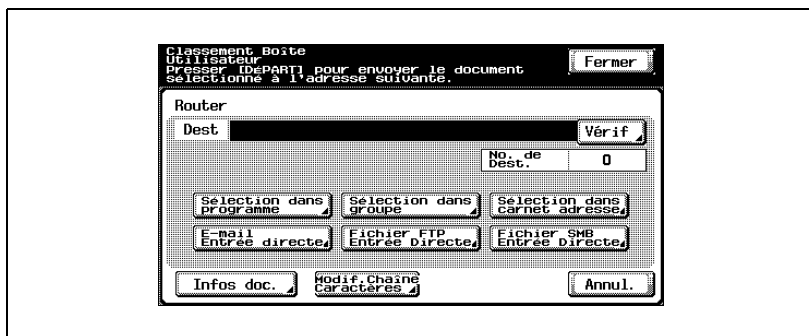 Classement Boîte
Utilisateur
Presser [DéPART] pour envoyer le document
sélectionné à l'adresse suivante.
Fermer
Router
Dest
Vérif
No. de
Dest.
0
Sélection dans
programme
Sélection dans
groupe
Sélection dans
carnet adresse
E-mail
Entrée directe
Fichier FTP
Entrée Directe
Fichier SMB
Entrée Directe
Infos doc.
Modif.Chaîne
Caractères
Annul.